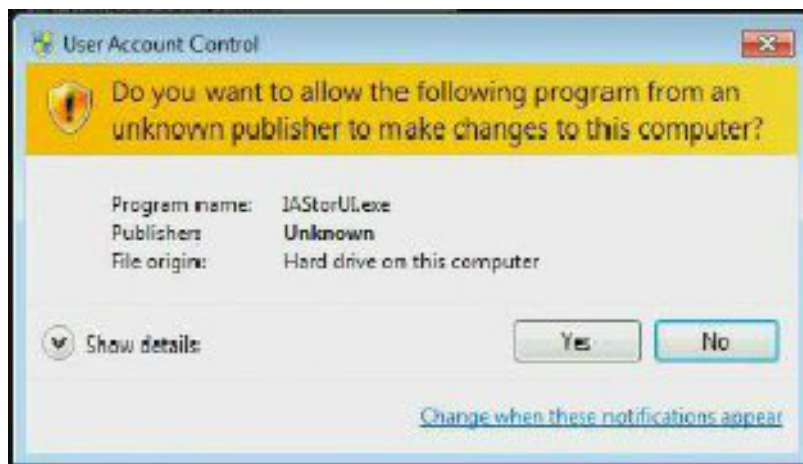 User Account Control
Do you want to allow the following program from an
unknown publisher to make changes to this computer?
Program name: IAStorUI.exe
Publisher: Unknown
File origin: Hard drive on this computer
Show details
Yes No
Change when these notifications appear